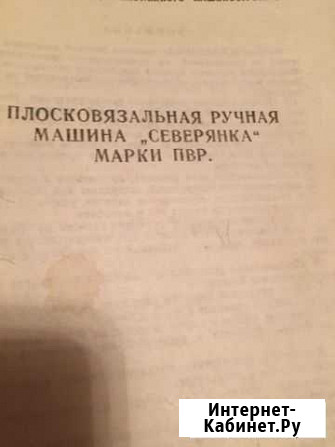 ПЛОСКОВЯЗАЛЬНАЯ РУЧНАЯ
МАШИНА „СЕВЕРЯНКА“
МАРКИ ПВР.
Интернет-
Кабинет.Ру